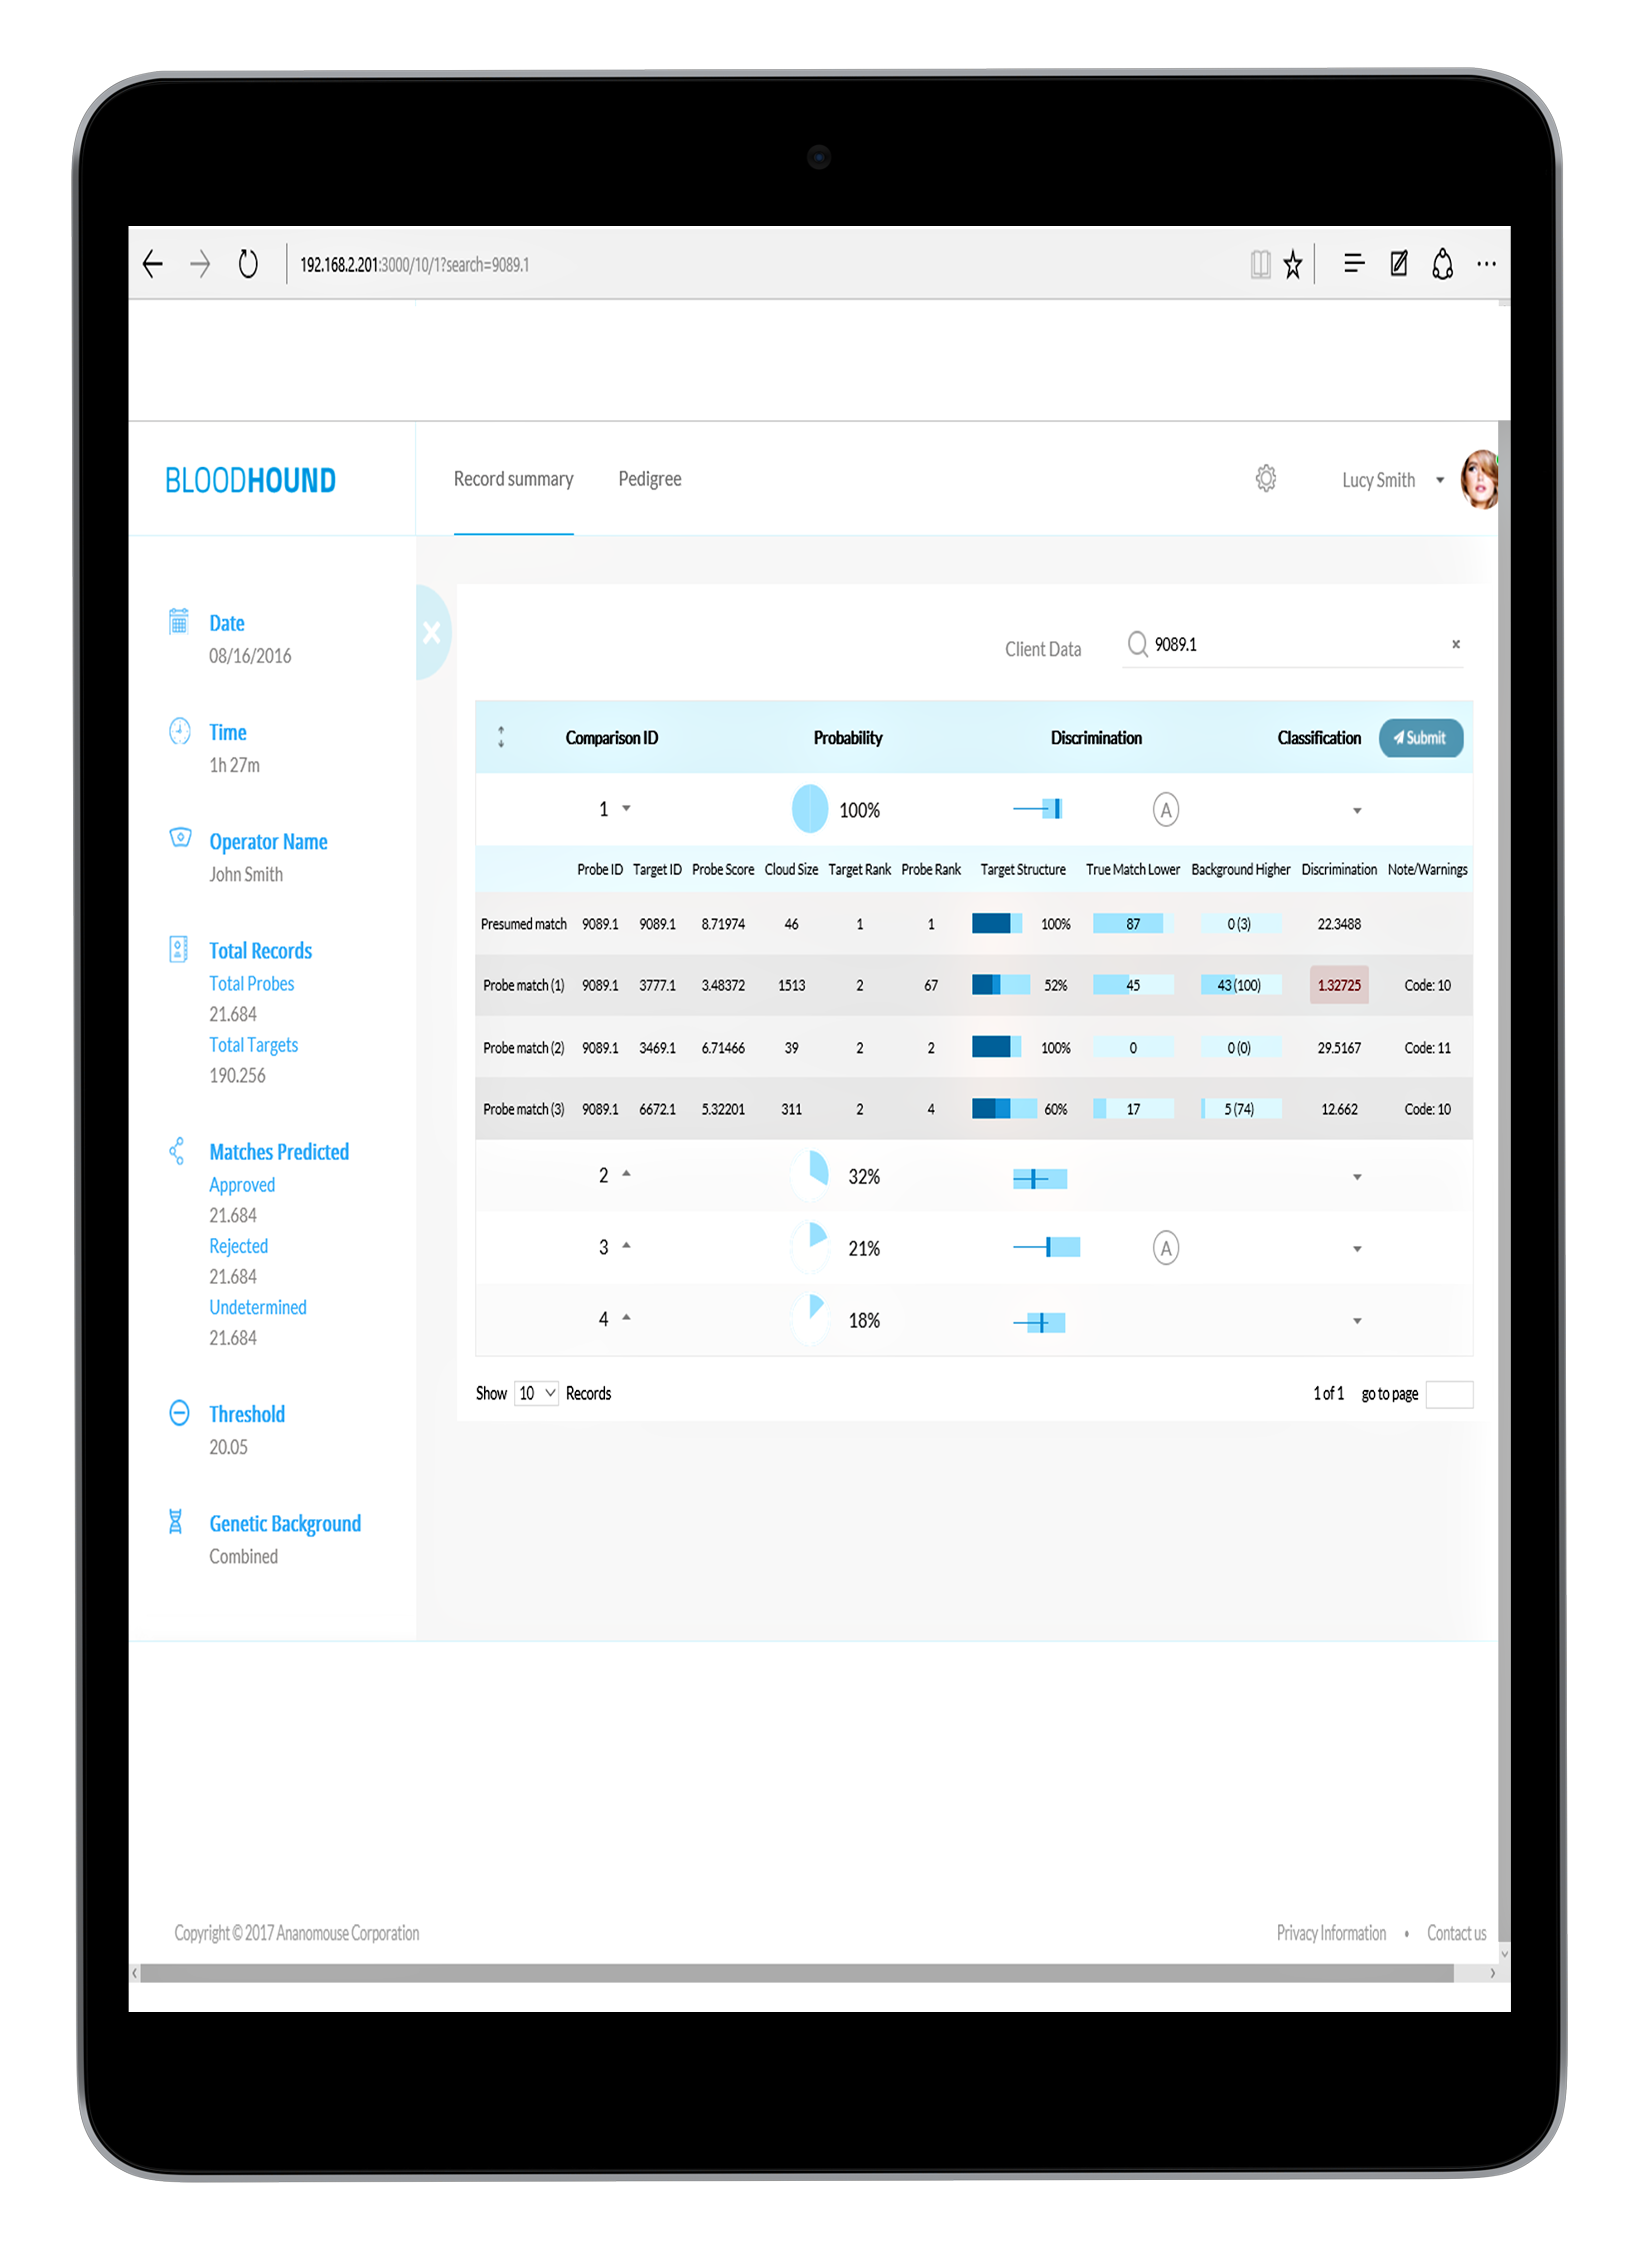 192.168.2.201:3000/10/1?search=9089.1
BLOODHOUND
Record summary Pedigree Lucy Smith
Date
08/16/2016
Time
1h 27m
Operator Name
John Smith
Total Records
Total Probes
21.684
Total Targets
190.256
Matches Predicted
Approved
21.684
Rejected
21.684
Undetermined
21.684
Threshold
20.05
Genetic Background
Combined
Client Data 9089.1
Comparison ID Probability Discrimination Classification Submit
1 100% A
Probe ID Target ID Probe Score Cloud Size Target Rank Probe Rank Target Structure True Match Lower Background Higher Discrimination Note/Warnings
Presumed match 9089.1 9089.1 8.71974 46 1 1 100% 87 0 (3) 22.3488
Probe match (1) 9089.1 3777.1 3.48372 1513 2 67 52% 45 43 (100) 1.32725 Code: 10
Probe match (2) 9089.1 3469.1 6.71466 39 2 2 100% 0 0 (0) 29.5167 Code: 11
Probe match (3) 9089.1 6672.1 5.32201 311 2 4 60% 17 5 (74) 12.662 Code: 10
2 32%
3 21% A
4 18%
Show 10 Records 1 of 1 go to page
Copyright © 2017 Ananomouse Corporation Privacy Information • Contact us